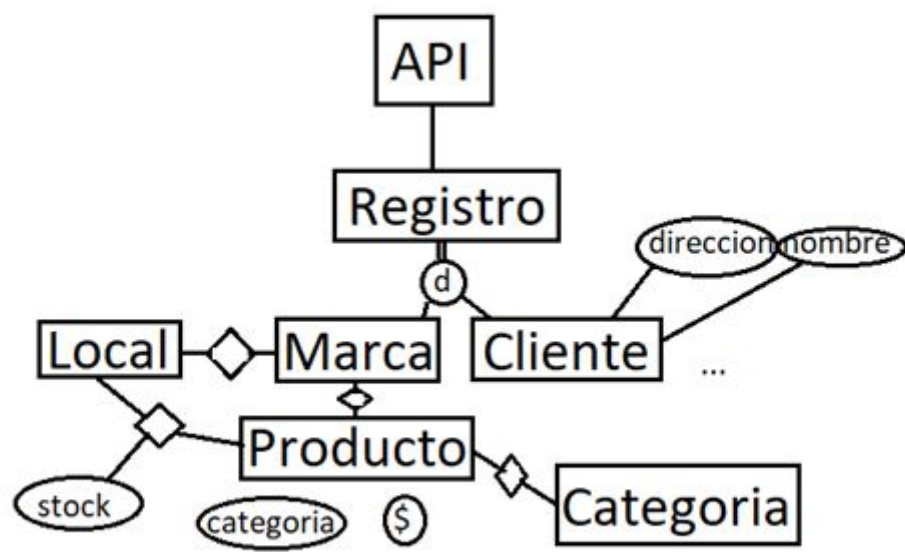 API
Registro
direccion
nombre
d
Local
Marca
Cliente
...
Producto
stock
categoria
$
Categoria